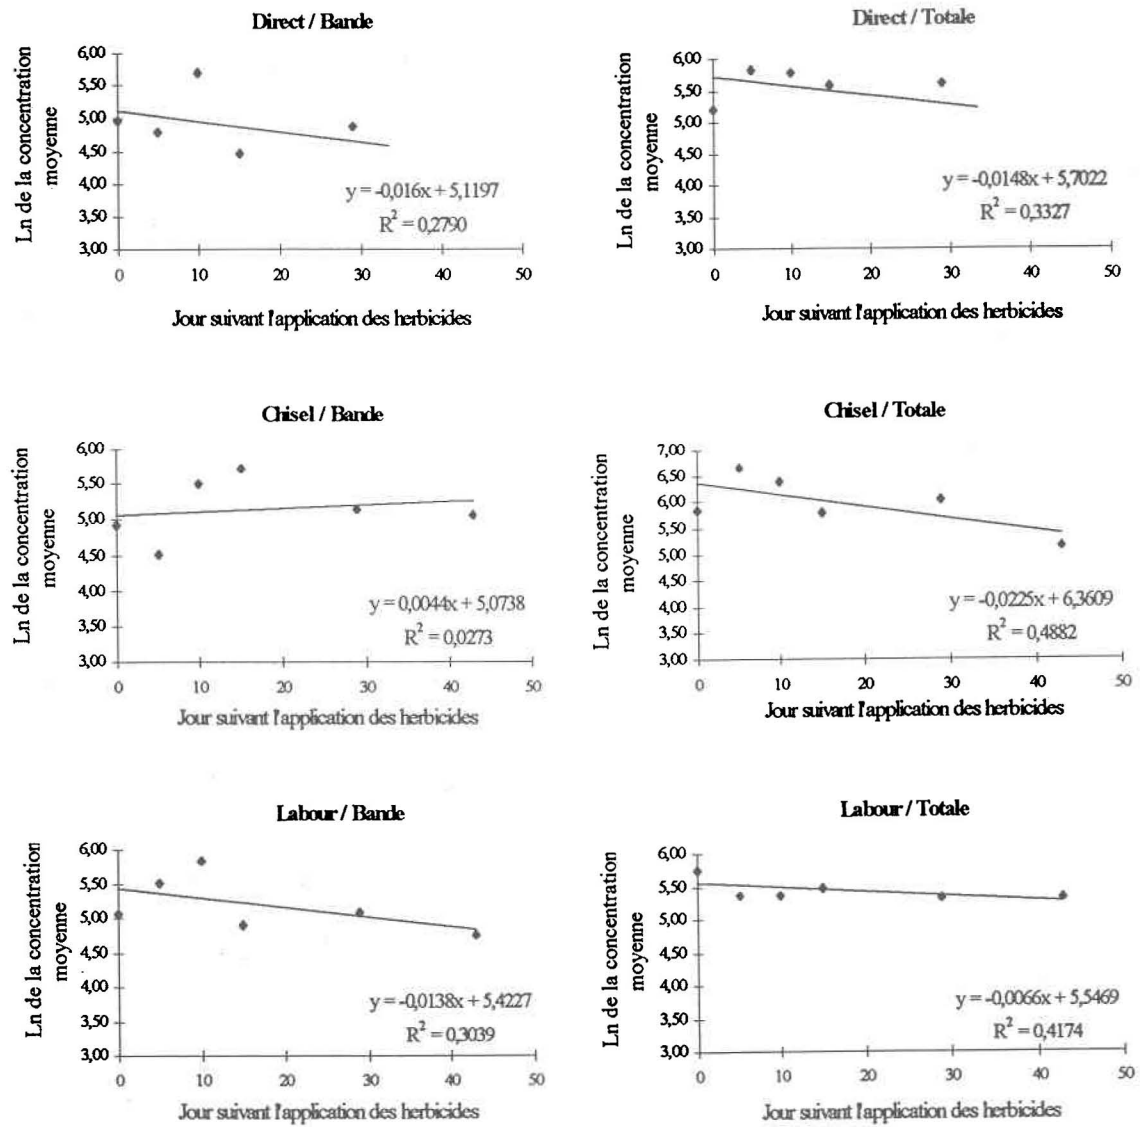 Direct / Bande
Ln de la concentration
moyenne
6,00
5,50
5,00
4,50
4,00
3,50
3,00
y = -0,016x + 5,1197
R² = 0,2790
0 10 20 30 40 50
Jour suivant l'application des herbicides
Direct / Totale
Ln de la concentration
moyenne
6,00
5,50
5,00
4,50
4,00
3,50
3,00
y = -0,0148x + 5,7022
R² = 0,3327
0 10 20 30 40 50
Jour suivant l'application des herbicides
Chisel / Bande
Ln de la concentration
moyenne
6,00
5,50
5,00
4,50
4,00
3,50
3,00
y = 0,0044x + 5,0738
R² = 0,0273
0 10 20 30 40 50
Jour suivant l'application des herbicides
Chisel / Totale
Ln de la concentration
moyenne
7,00
6,50
6,00
5,50
5,00
4,50
4,00
3,50
3,00
y = -0,0225x + 6,3609
R² = 0,4882
0 10 20 30 40 50
Jour suivant l'application des herbicides
Labour / Bande
Ln de la concentration
moyenne
6,00
5,50
5,00
4,50
4,00
3,50
3,00
y = -0,0138x + 5,4227
R² = 0,3039
0 10 20 30 40 50
Jour suivant l'application des herbicides
Labour / Totale
Ln de la concentration
moyenne
6,00
5,50
5,00
4,50
4,00
3,50
3,00
y = -0,0066x + 5,5469
R² = 0,4174
0 10 20 30 40 50
Jour suivant l'application des herbicides